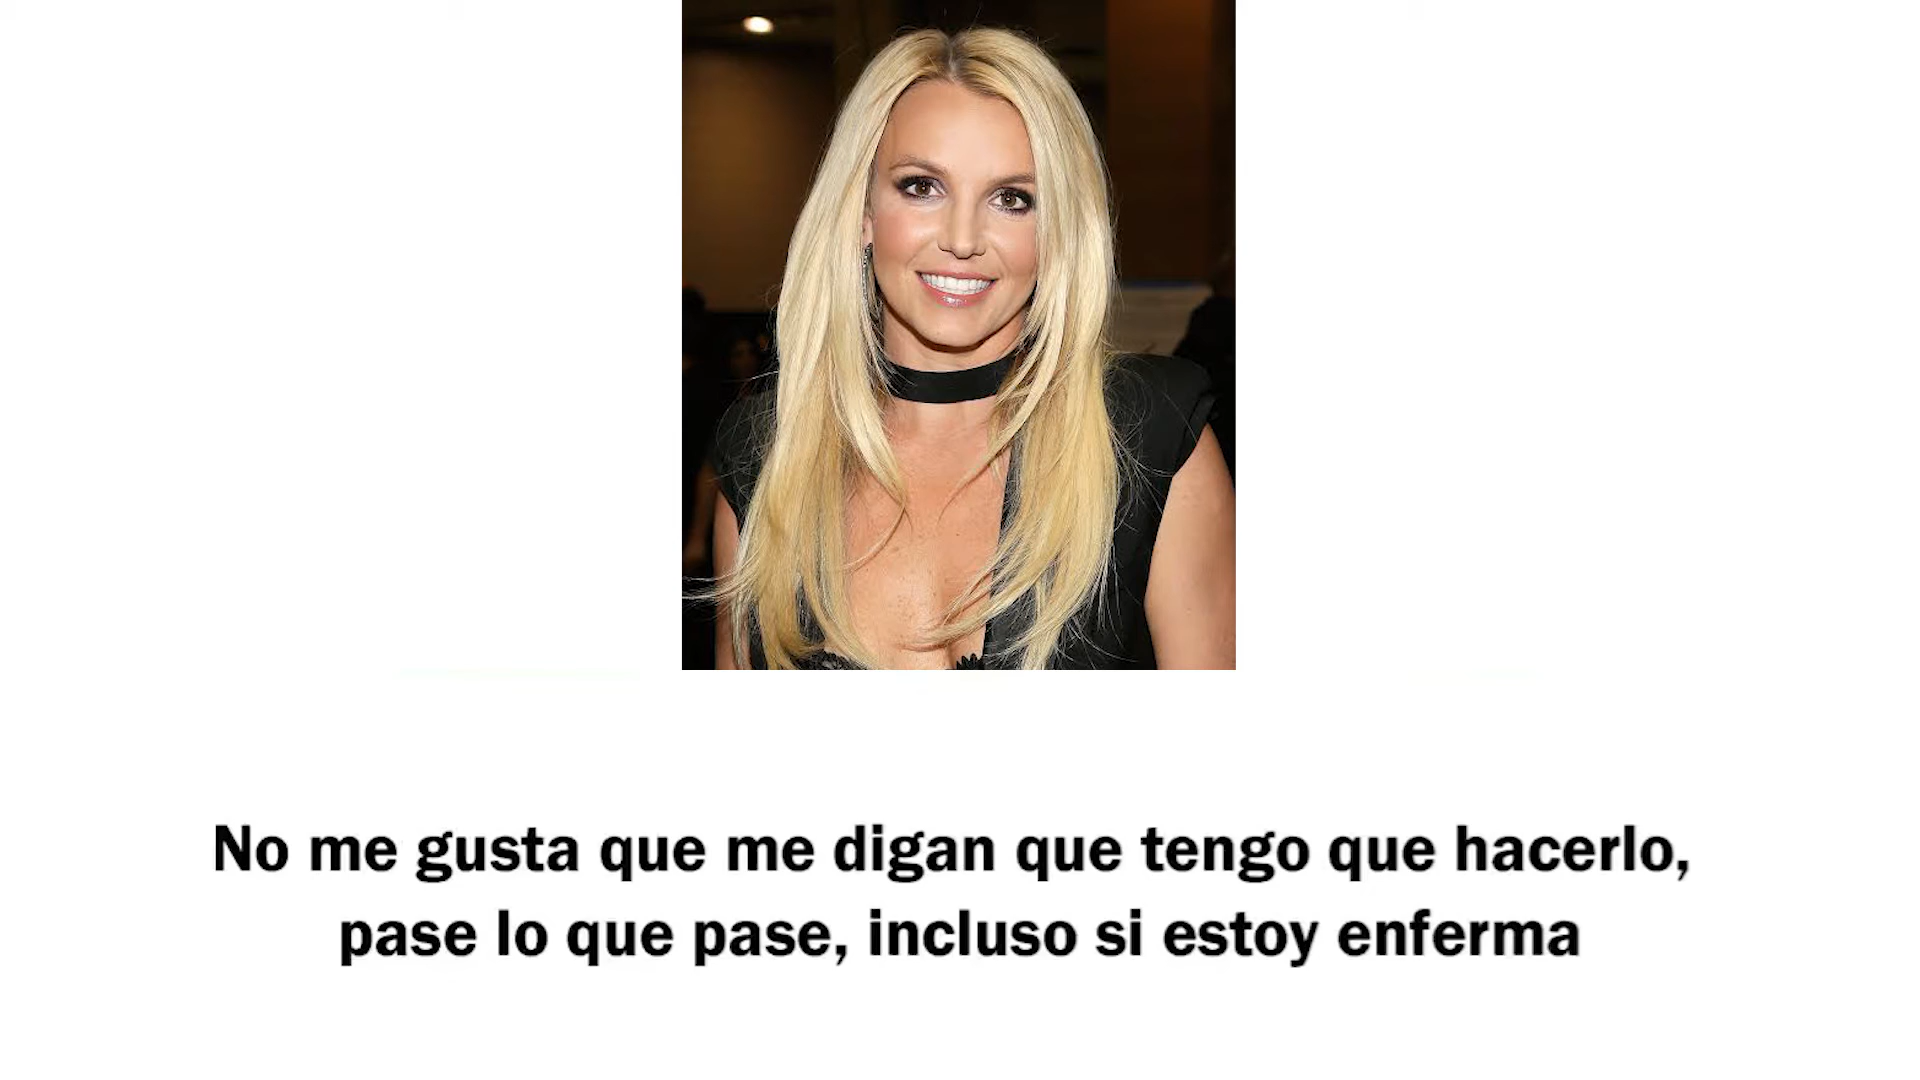 No me gusta que me digan que tengo que hacerlo,
pase lo que pase, incluso si estoy enferma